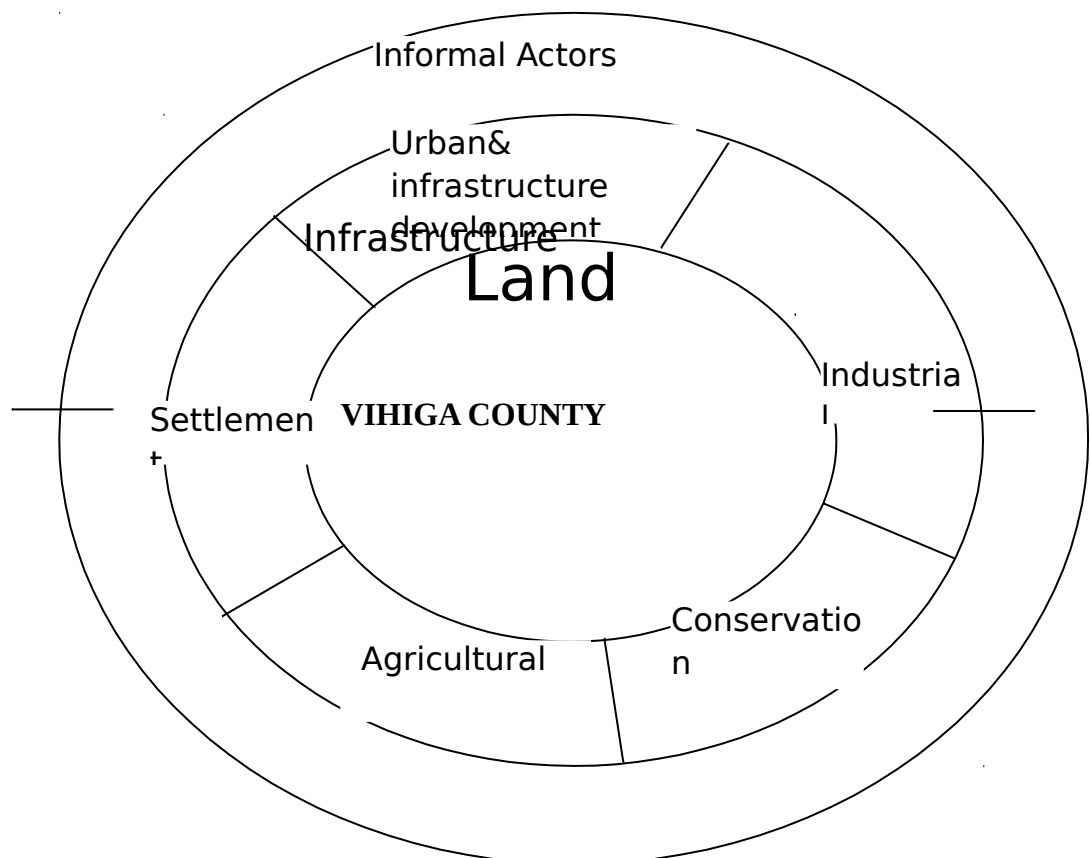 Informal Actors
Urban&
infrastructure
development
Infrastructure
Land
Industria
l
Settlemen
t
VIHIGA COUNTY
Conservatio
n
Agricultural